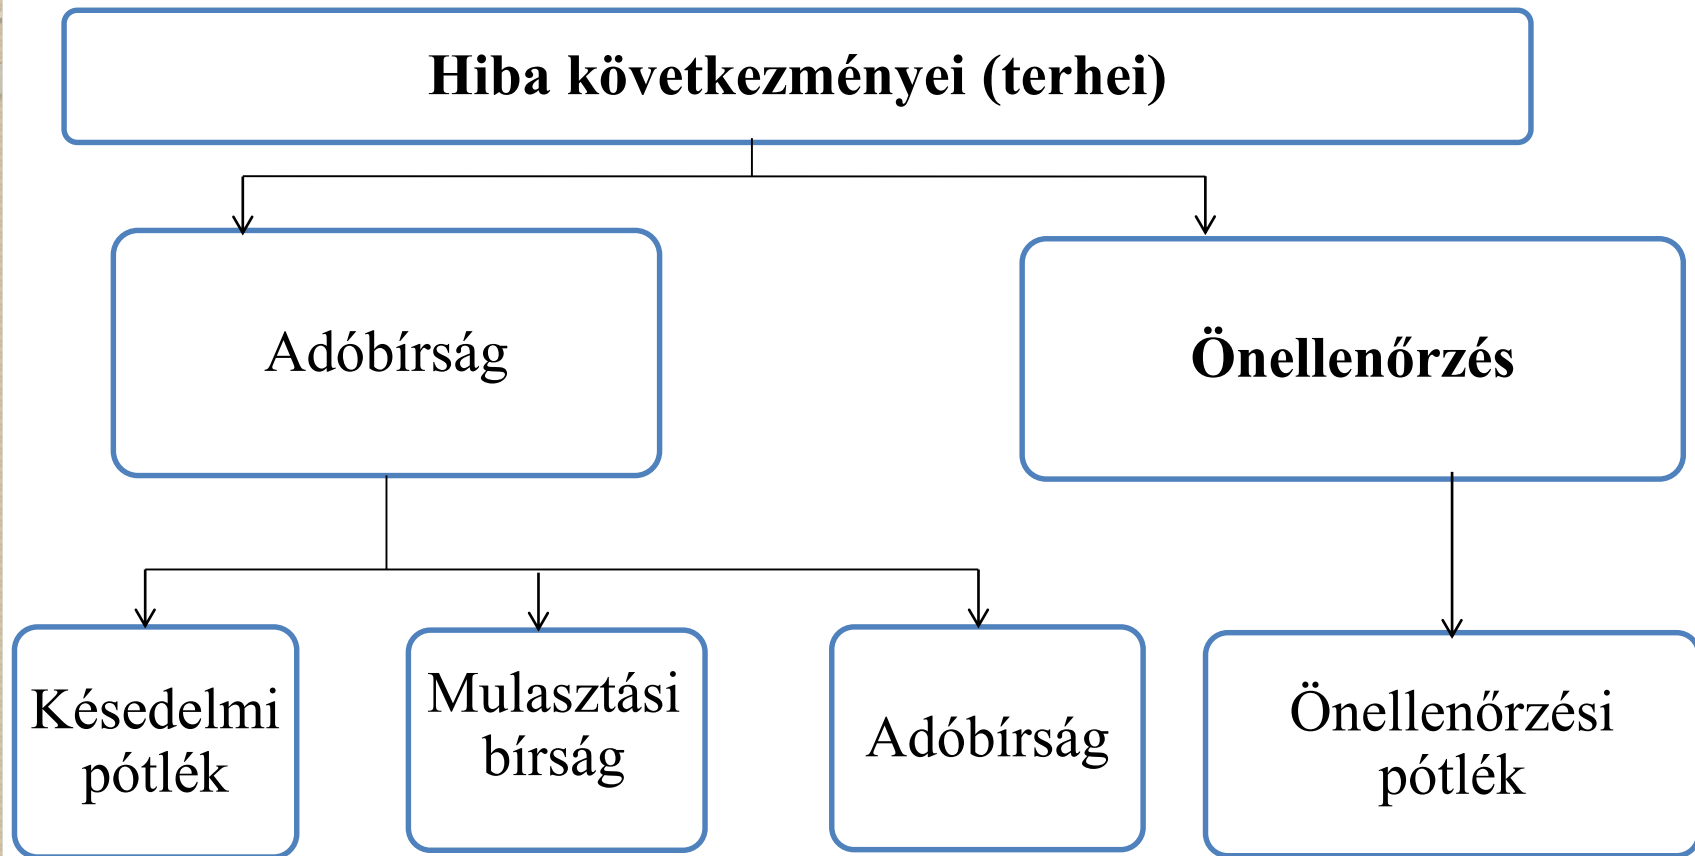 Hiba következményei (terhei)
Adóbírság
Önellenőrzés
Késedelmi
pótlék
Mulasztási
bírság
Adóbírság
Önellenőrzési
pótlék